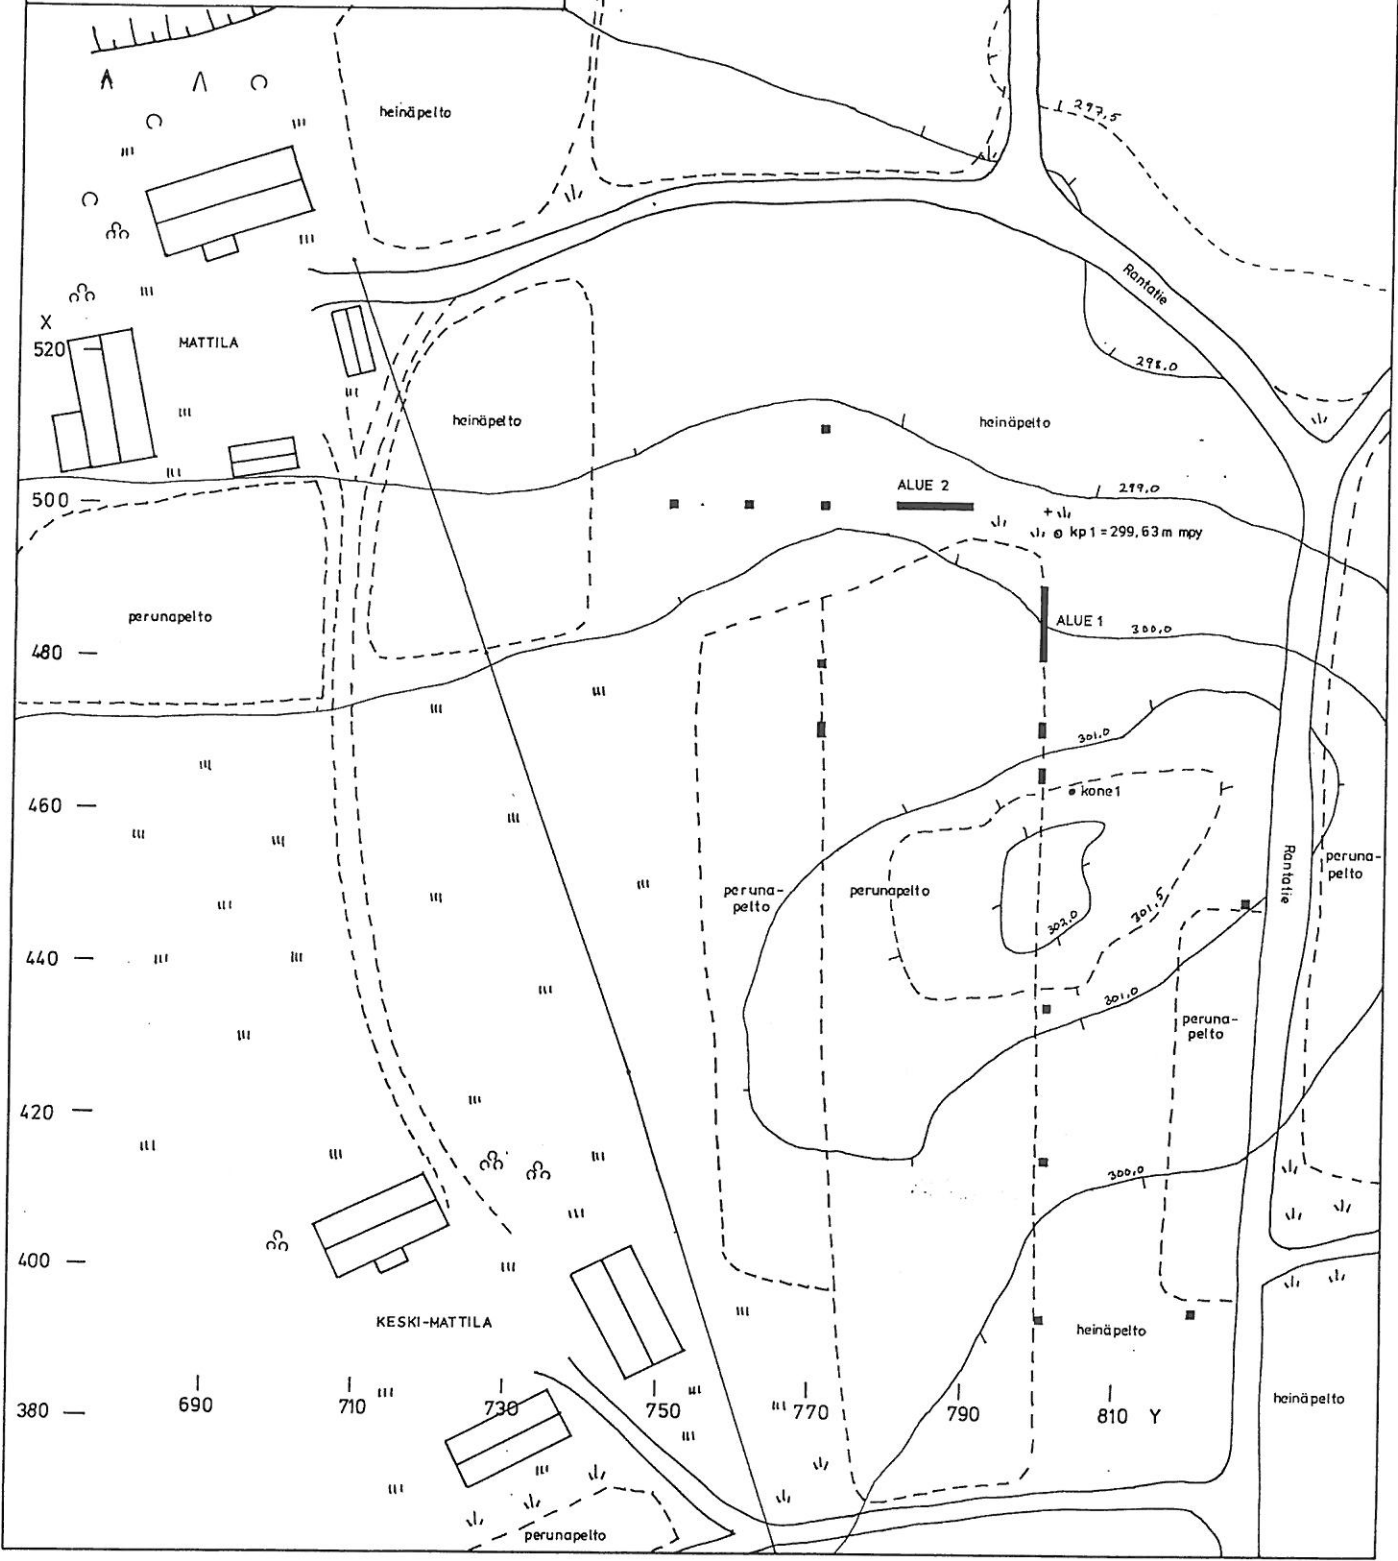 heinäpelto
297,5
Rantatie
X
520
MATTILA
298,0
heinäpelto
heinäpelto
299,0
500
ALUE 2
kp 1 = 299,63 m mpy
perunapelto
ALUE 1
300,0
480
301,0
460
kone1
Rantatie
peruna-
pelto
peruna-
pelto
perunapelto
301,5
302,0
440
301,0
peruna-
pelto
420
300,0
400
KESKI-MATTILA
heinäpelto
heinäpelto
380
690
710
730
750
770
790
810
Y
perunapelto